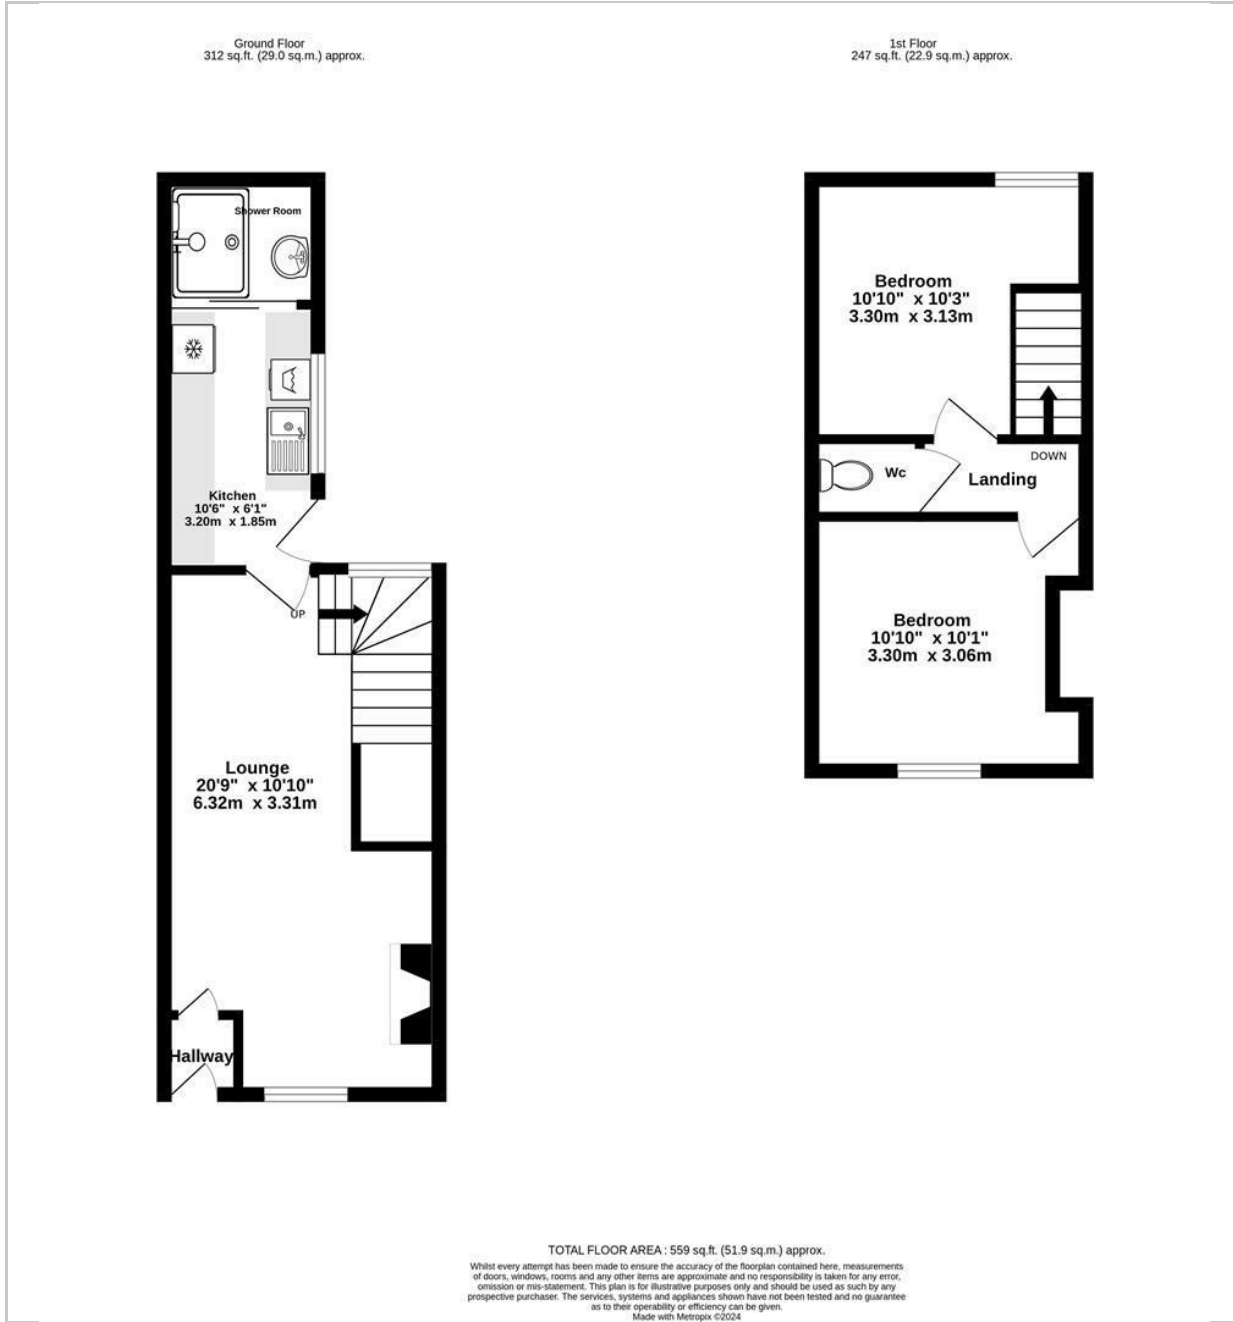 Ground Floor
312 sq.ft. (29.0 sq.m.) approx.
1st Floor
247 sq.ft. (22.9 sq.m.) approx.
Shower Room
Kitchen
10'6" x 6'1"
3.20m x 1.85m
UP
Lounge
20'9" x 10'10"
6.32m x 3.31m
Hallway
Bedroom
10'10" x 10'3"
3.30m x 3.13m
DOWN
Wc
Landing
Bedroom
10'10" x 10'1"
3.30m x 3.06m
TOTAL FLOOR AREA : 559 sq.ft. (51.9 sq.m.) approx.
Whilst every attempt has been made to ensure the accuracy of the floorplan contained here, measurements
of doors, windows, rooms and any other items are approximate and no responsibility is taken for any error,
omission or mis-statement. This plan is for illustrative purposes only and should be used as such by any
prospective purchaser. The services, systems and appliances shown have not been tested and no guarantee
as to their operability or efficiency can be given.
Made with Metropix ©2024